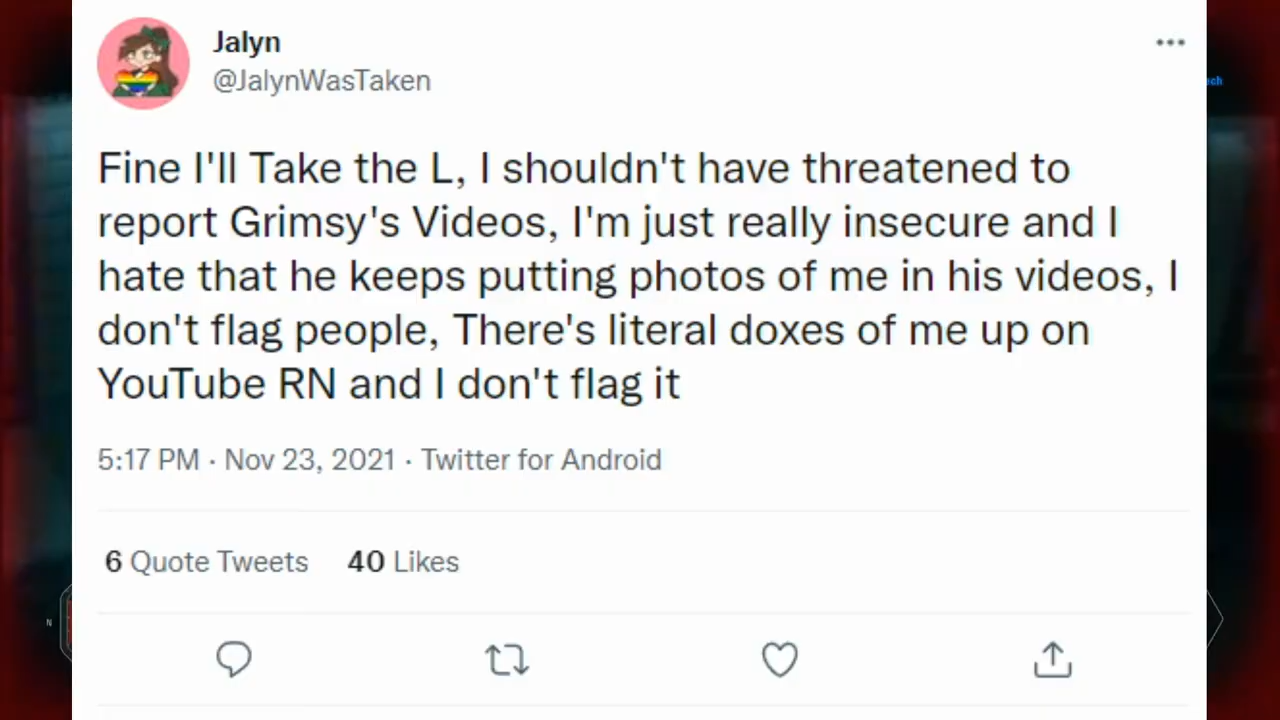 Jalyn
@JalynWasTaken
ech
Fine I'll Take the L, I shouldn't have threatened to
report Grimsy's Videos, I'm just really insecure and I
hate that he keeps putting photos of me in his videos, I
don't flag people, There's literal doxes of me up on
YouTube RN and I don't flag it
5:17 PM · Nov 23, 2021 · Twitter for Android
6 Quote Tweets 40 Likes
N